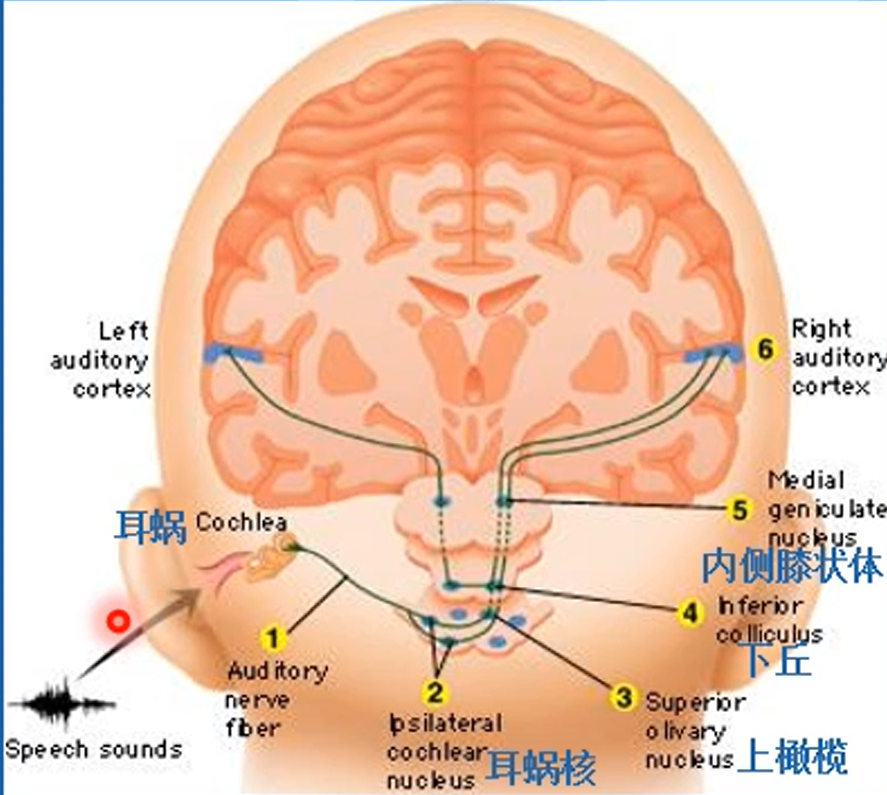 Left
auditory
cortex
6
Right
auditory
cortex
耳蜗 Cochlea
5
Medial
geniculate
nucleus
内侧膝状体
4
Inferior
colliculus
下丘
1
Auditory
nerve
fiber
2
Ipsilateral
cochlear
nucleus 耳蜗核
3
Superior
olivary
nucleus 上橄榄
Speech sounds